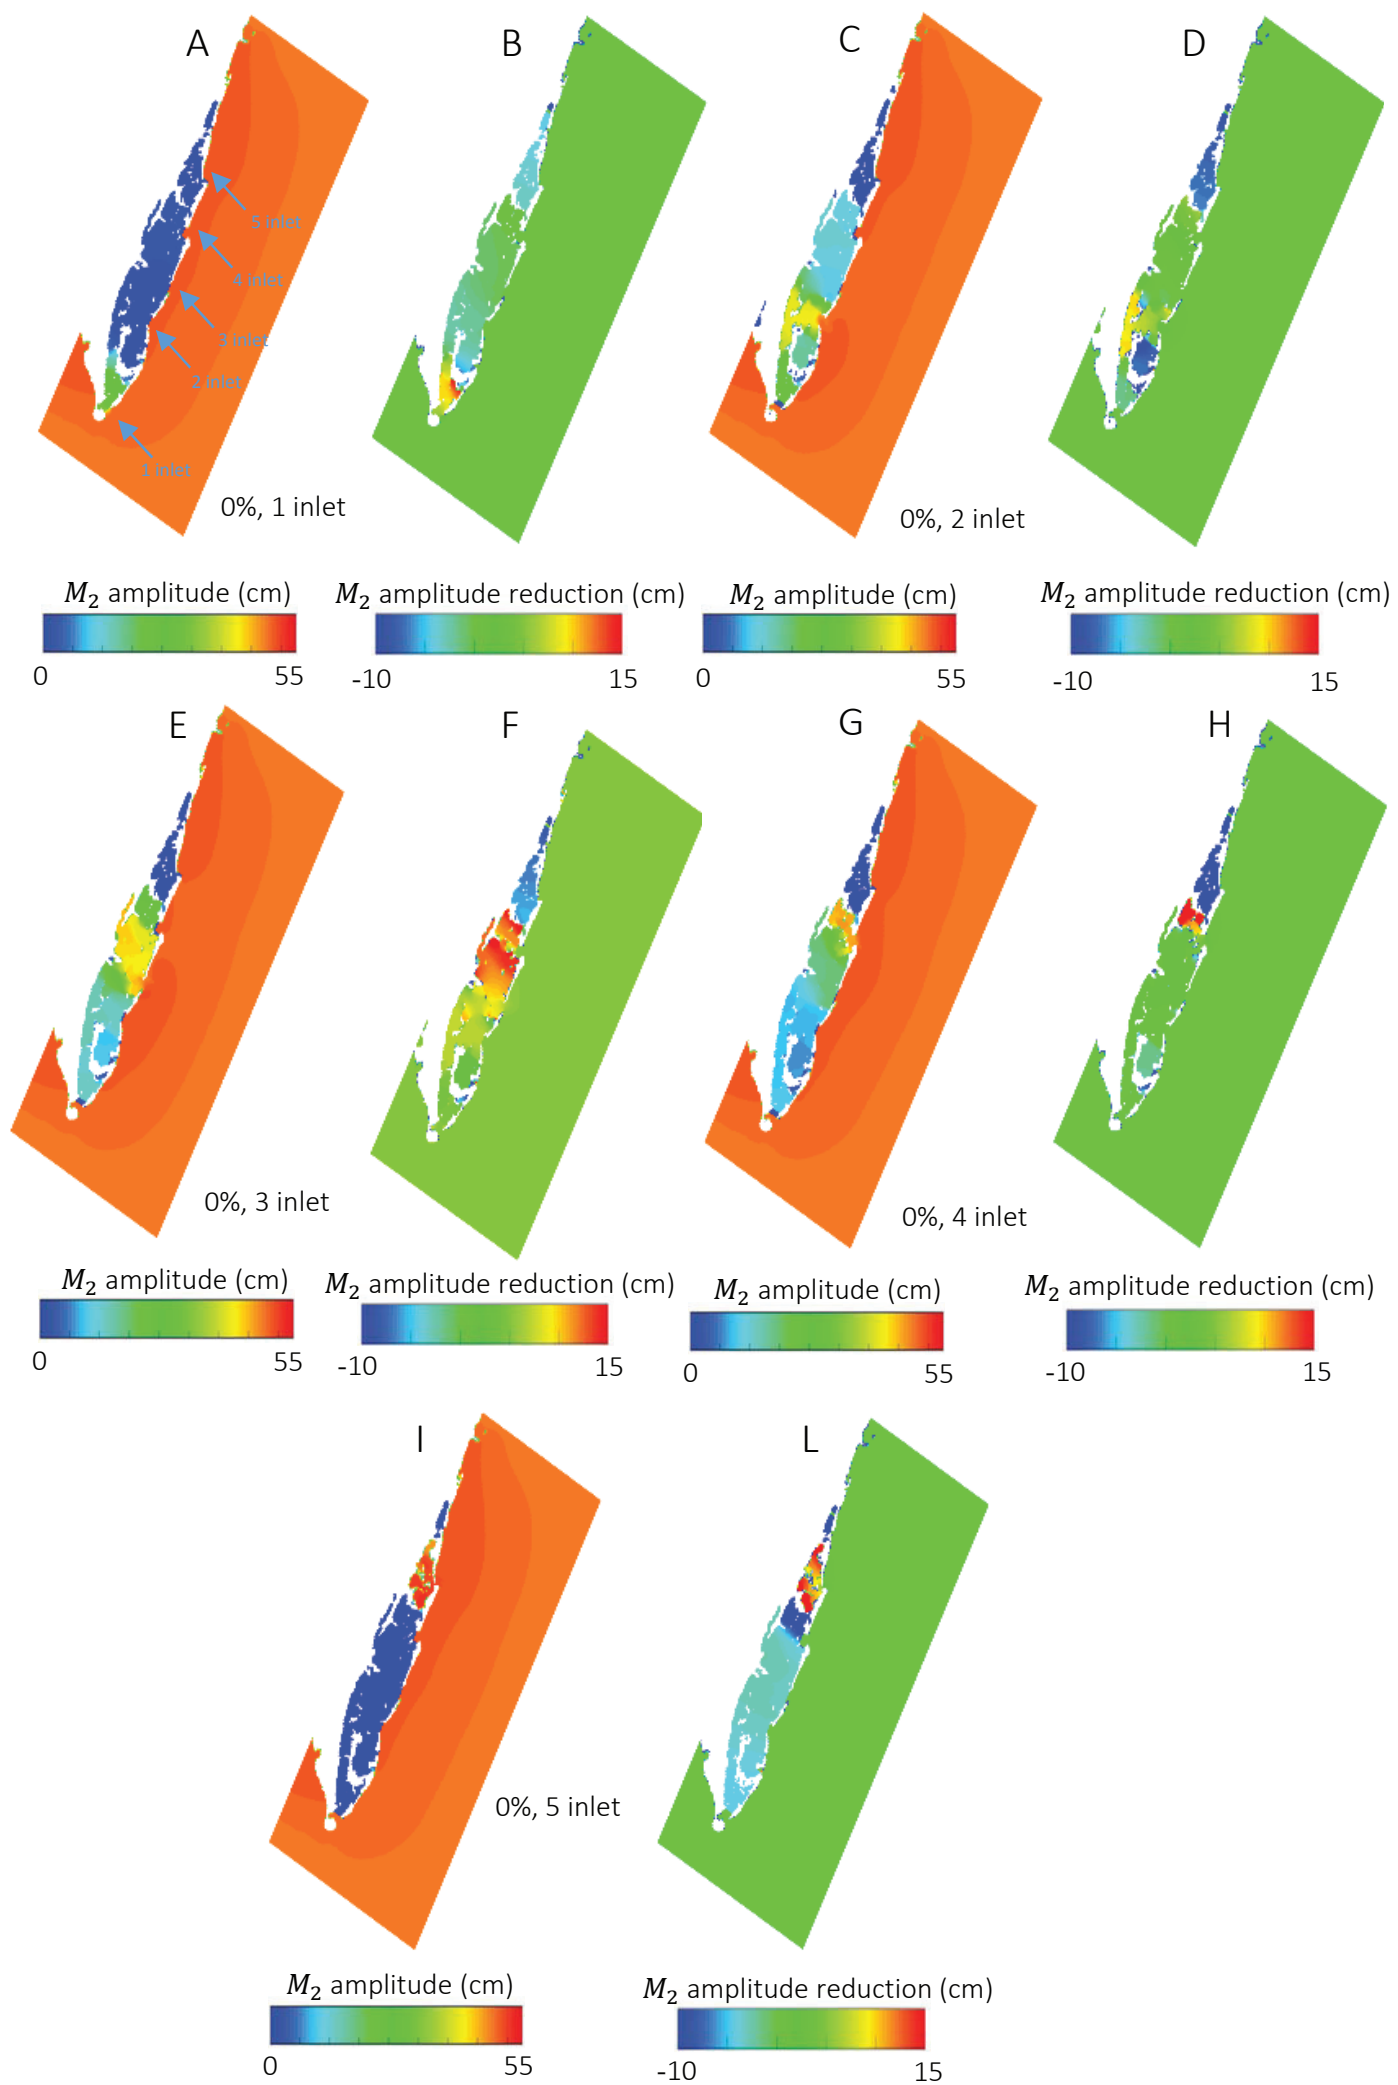 A
B
C
D
5 inlet
4 inlet
3 inlet
2 inlet
1 inlet
0%, 1 inlet
0%, 2 inlet
M₂ amplitude (cm)
M₂ amplitude reduction (cm)
M₂ amplitude (cm)
M₂ amplitude reduction (cm)
0
55
-10
15
0
55
-10
15
E
F
G
H
0%, 3 inlet
0%, 4 inlet
M₂ amplitude (cm)
M₂ amplitude reduction (cm)
M₂ amplitude (cm)
M₂ amplitude reduction (cm)
0
55
-10
15
0
55
-10
15
I
L
0%, 5 inlet
M₂ amplitude (cm)
M₂ amplitude reduction (cm)
0
55
-10
15